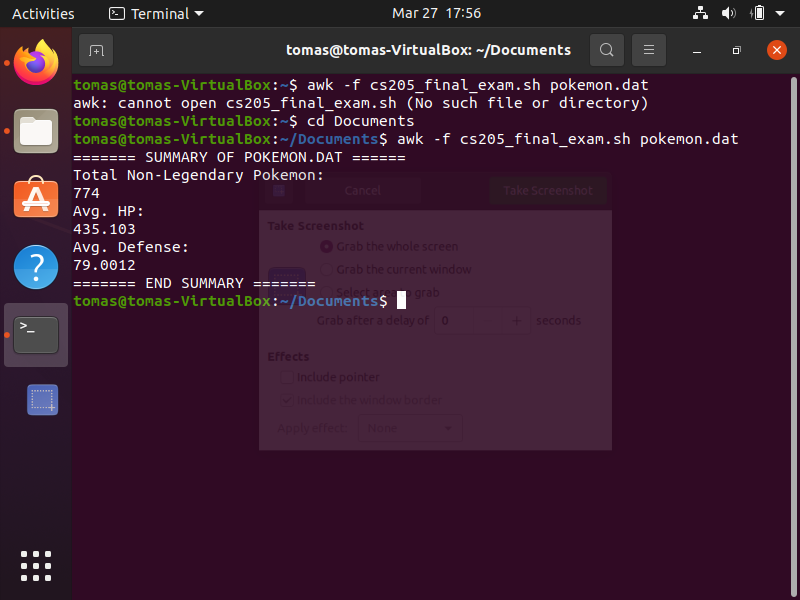 Activities
Terminal
Mar 27 17:56
tomas@tomas-VirtualBox: ~/Documents
tomas@tomas-VirtualBox:~$ awk -f cs205_final_exam.sh pokemon.dat
awk: cannot open cs205_final_exam.sh (No such file or directory)
tomas@tomas-VirtualBox:~$ cd Documents
tomas@tomas-VirtualBox:~/Documents$ awk -f cs205_final_exam.sh pokemon.dat
======= SUMMARY OF POKEMON.DAT ======
Total Non-Legendary Pokemon:
774
Avg. HP:
435.103
Avg. Defense:
79.0012
======= END SUMMARY =======
tomas@tomas-VirtualBox:~/Documents$
Cancel
Take Screenshot
Take Screenshot
Grab the whole screen
Grab the current window
Select area to grab
Grab after a delay of 0 + seconds
Effects
Include pointer
Include the window border
Apply effect: None